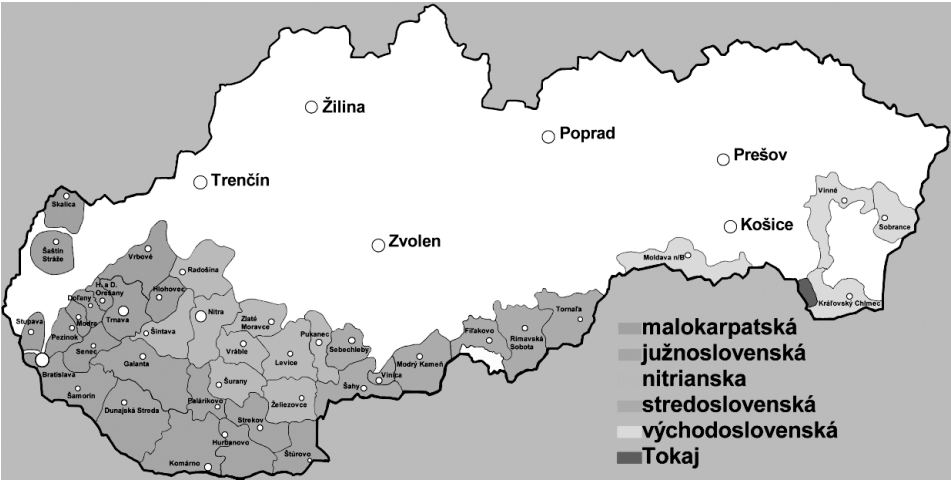 Žilina
Poprad
Prešov
Trenčín
Vinné
Skalica
Košice
Sobrance
Zvolen
Šaštín
Stráže
Vrbové
Moldava n/B
Radošina
H. a D.
Orešany
Hlohovec
Doľany
Kráľovský Chlmec
Tornaľa
Trnava
Nitra
Modra
Stupava
Zlaté
Moravce
Fiľakovo
Pezinok
Šintava
Pukanec
Rimavská
Sobota
Sebechleby
Senec
Vráble
Galanta
Levice
Modrý Kameň
Bratislava
Vinica
Šurany
Šahy
Šamorín
Palárikovo
Želiezovce
Dunajská Streda
Strekov
Hurbanovo
Štúrovo
Komárno
malokarpatská
južnoslovenská
nitrianska
stredoslovenská
východoslovenská
Tokaj